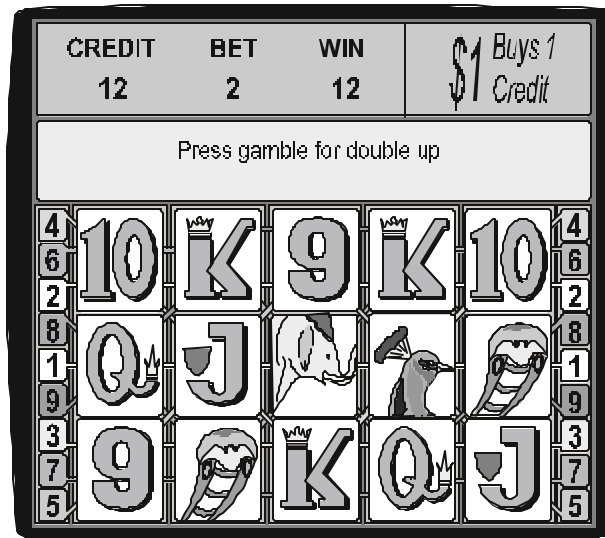 CREDIT BET WIN $1 Buys 1
12 2 12 Credit
Press gamble for double up
4 10 K 9 K 10 4
6 6
2 2
8 8
1 Q J 1
9 9
3 9 K Q J 3
7 7
5 5